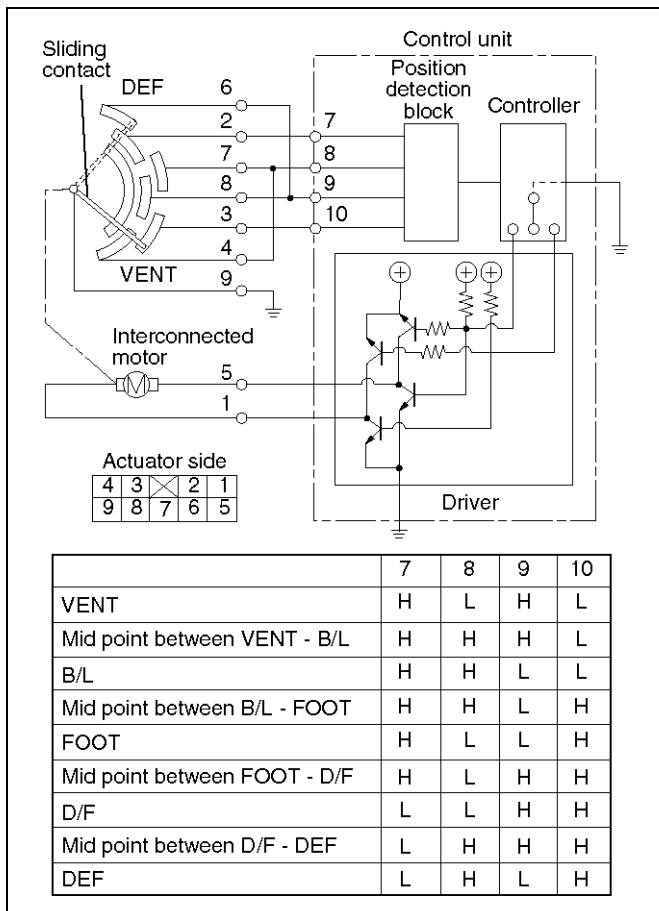 Control unit
Sliding contact
Position detection block
Controller
DEF
6
2
7
8
3
4
9
VENT
7
8
9
10
+ + +
Interconnected motor
M
5
1
Actuator side
4 3 2 1
9 8 7 6 5
Driver
7 8 9 10
VENT H L H L
Mid point between VENT - B/L H H H L
B/L H H L L
Mid point between B/L - FOOT H H L H
FOOT H L L H
Mid point between FOOT - D/F H L H H
D/F L L H H
Mid point between D/F - DEF L H H H
DEF L H L H